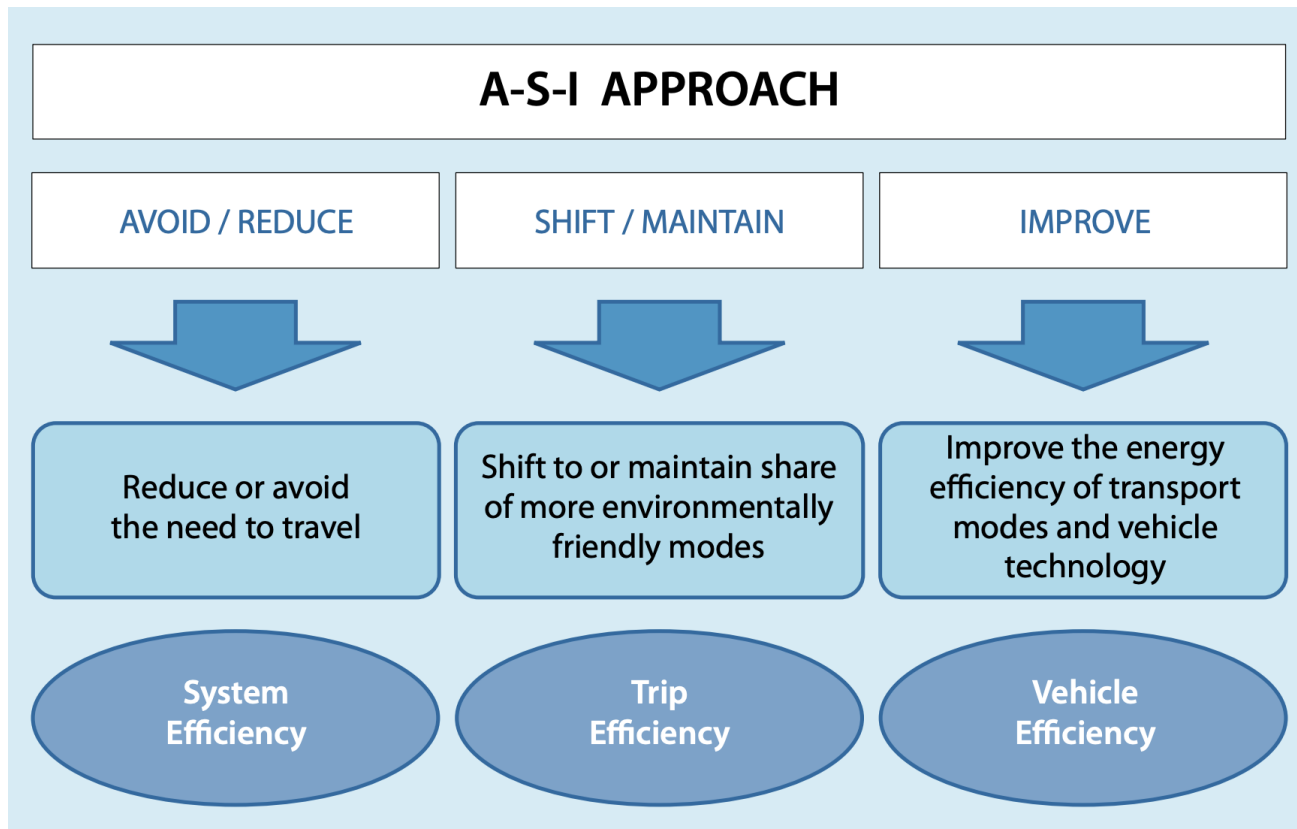 A-S-I APPROACH
AVOID / REDUCE
SHIFT / MAINTAIN
IMPROVE
Reduce or avoid
the need to travel
Shift to or maintain share
of more environmentally
friendly modes
Improve the energy
efficiency of transport
modes and vehicle
technology
System
Efficiency
Trip
Efficiency
Vehicle
Efficiency